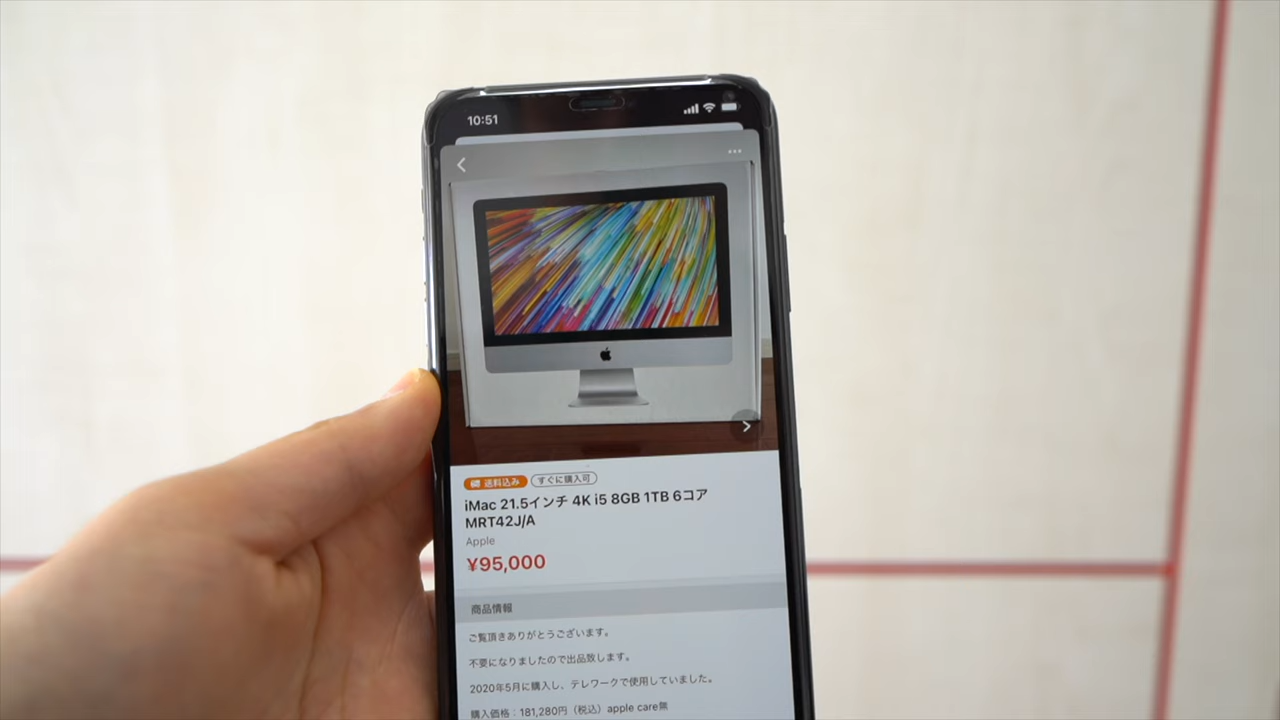 10:51
送料込み すぐに購入可
iMac 21.5インチ 4K i5 8GB 1TB 6コア
MRT42J/A
Apple
¥95,000
商品情報
ご覧頂きありがとうございます。
不要になりましたので出品致します。
2020年5月に購入し、テレワークで使用していました。
購入価格：181,280円（税込）apple care無